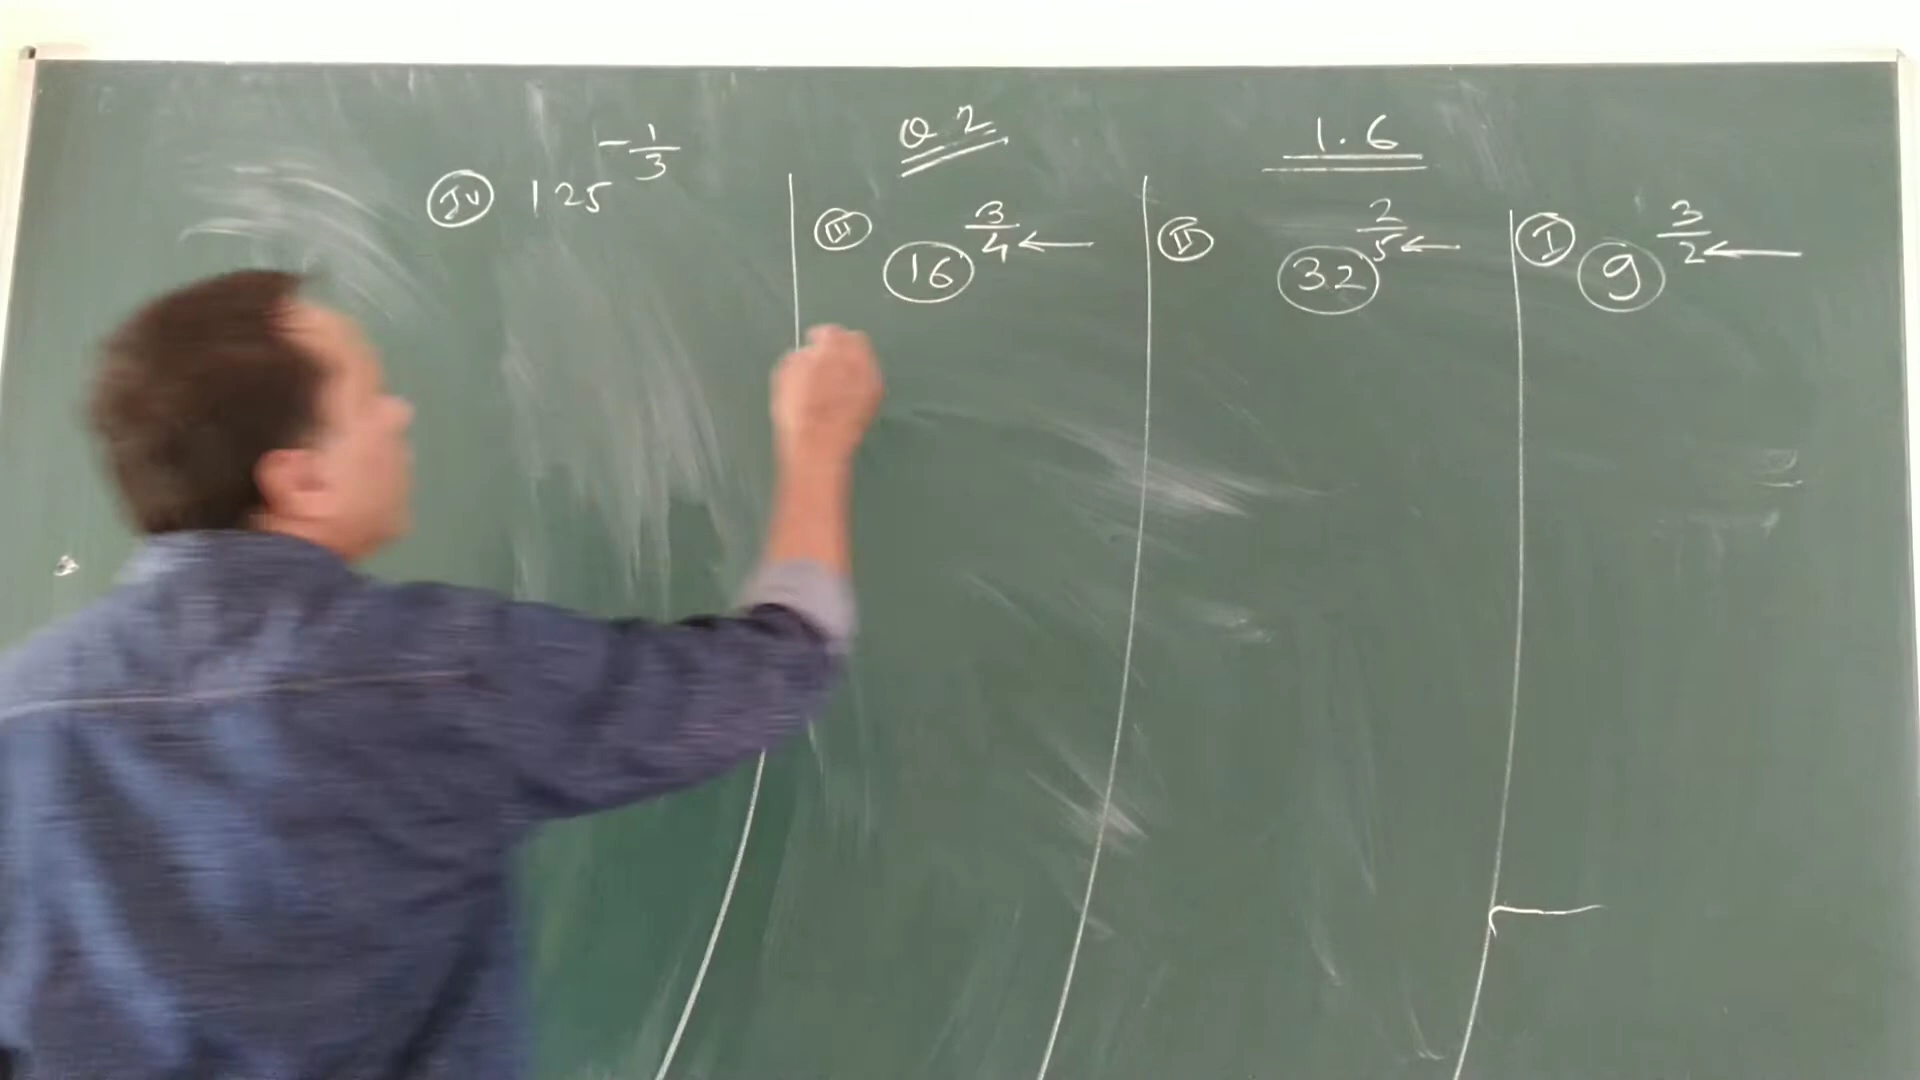 Q 2
1.6
(IV) 125^{-1/3}
(III) 16^{3/4} ←
(II) 32^{2/5} ←
(I) 9^{3/2} ←